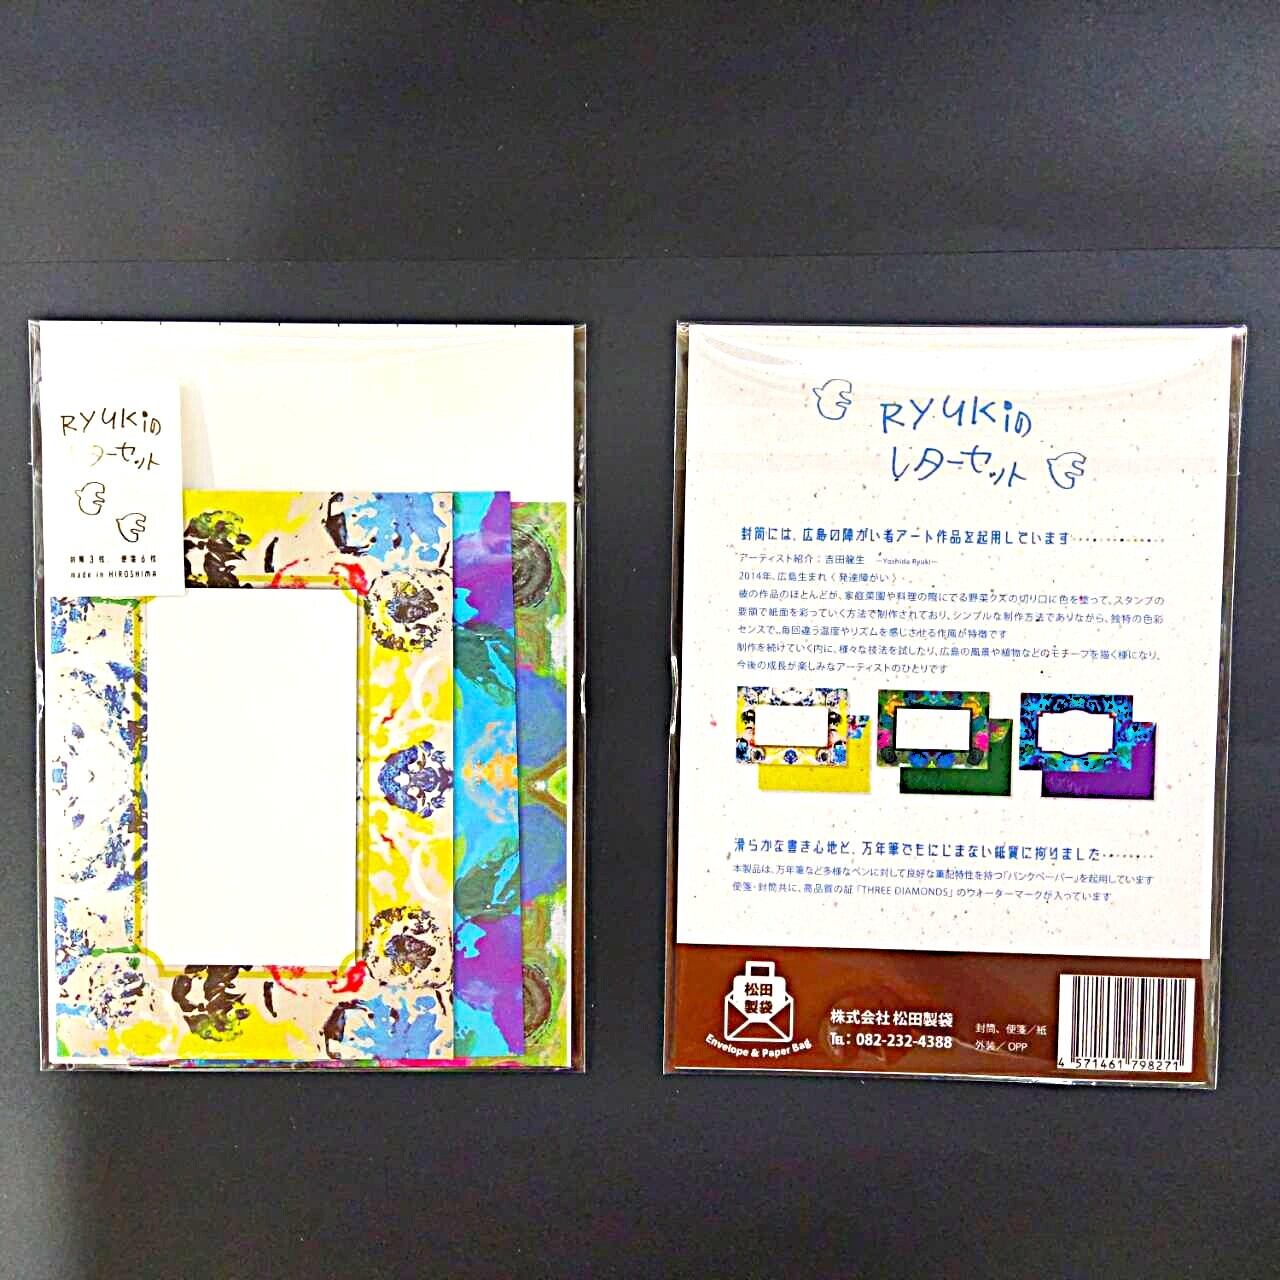 RYUKiの
レターセット
封筒3枚 便箋6枚
made in HIROSHIMA
RYUKiの
レターセット
封筒には、広島の障がい者アート作品を起用しています
アーティスト紹介：吉田龍生 ―Yoshida Ryuki―
2014年、広島生まれ〈発達障がい〉
彼の作品のほとんどが、家庭菜園や料理の際にでる野菜クズの切り口に色を塗って、スタンプの
要領で紙面を彩っていく方法で制作されており、シンプルな制作方法でありながら、独特の色彩
センスで、毎回違う温度やリズムを感じさせる作風が特徴です
制作を続けていく内に、様々な技法を試したり、広島の風景や植物などのモチーフを描く様になり、
今後の成長が楽しみなアーティストのひとりです
滑らかな書き心地と、万年筆でもにじまない紙質に拘りました
本製品は、万年筆など多様なペンに対して良好な筆記特性を持つ「バンクペーパー」を起用しています
便箋・封筒共に、高品質の証「THREE DIAMONDS」のウォーターマークが入っています
松田
製袋
Envelope & Paper Bag
株式会社 松田製袋
TEL： 082-232-4388
封筒、便箋／紙
外装／OPP
4 571461 798271